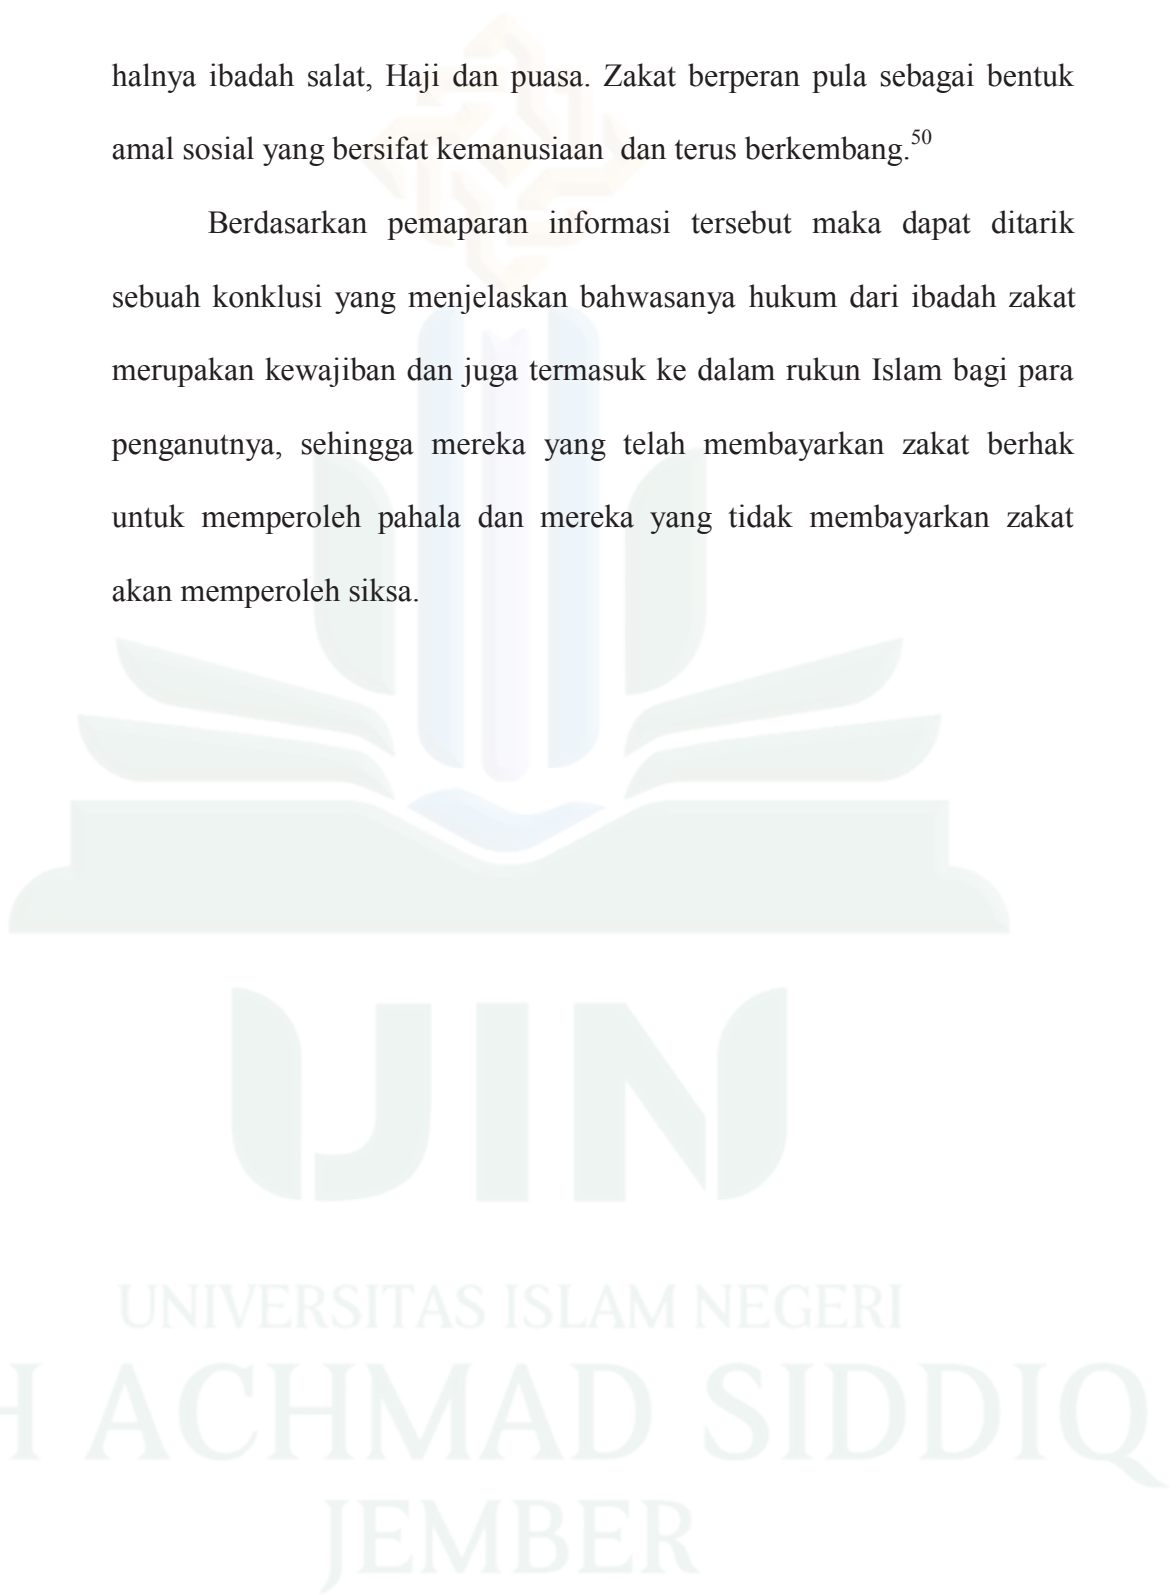 halnya ibadah salat, Haji dan puasa. Zakat berperan pula sebagai bentuk
amal sosial yang bersifat kemanusiaan dan terus berkembang.50
Berdasarkan pemaparan informasi tersebut maka dapat ditarik
sebuah konklusi yang menjelaskan bahwasanya hukum dari ibadah zakat
merupakan kewajiban dan juga termasuk ke dalam rukun Islam bagi para
penganutnya, sehingga mereka yang telah membayarkan zakat berhak
untuk memperoleh pahala dan mereka yang tidak membayarkan zakat
akan memperoleh siksa.
UIN
UNIVERSITAS ISLAM NEGERI
H ACHMAD SIDDIQ
JEMBER